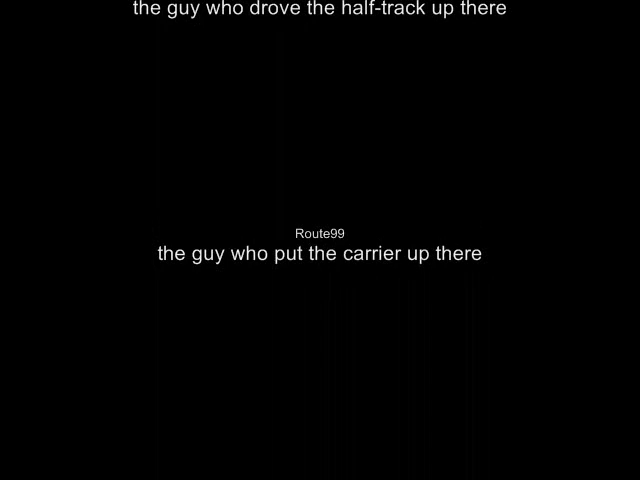 the guy who drove the half-track up there
Route99
the guy who put the carrier up there